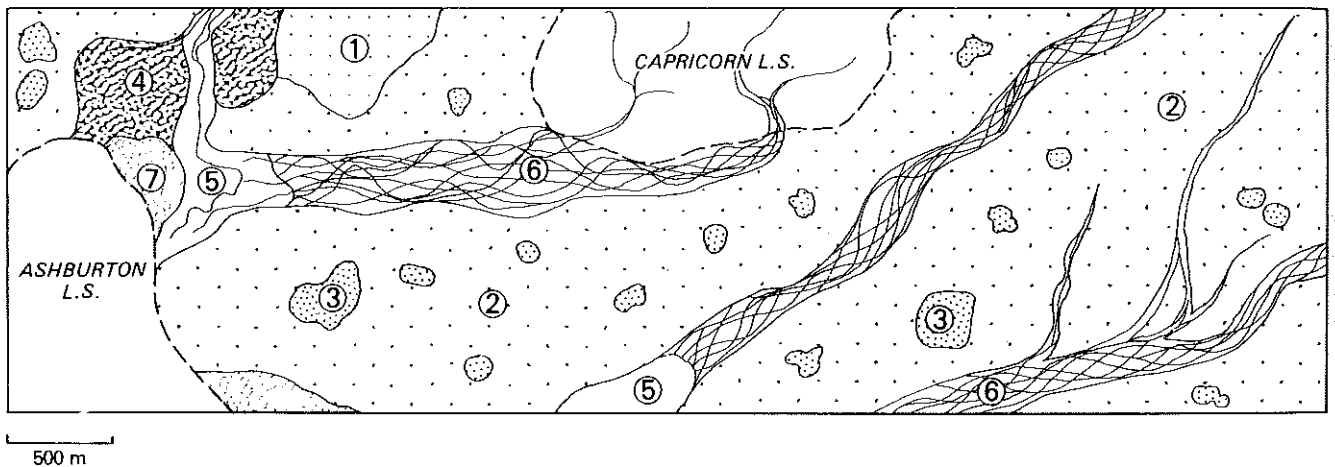 ①
CAPRICORN L.S.
④
②
⑥
⑦
⑤
ASHBURTON
L.S.
③
②
③
⑤
⑥
500 m